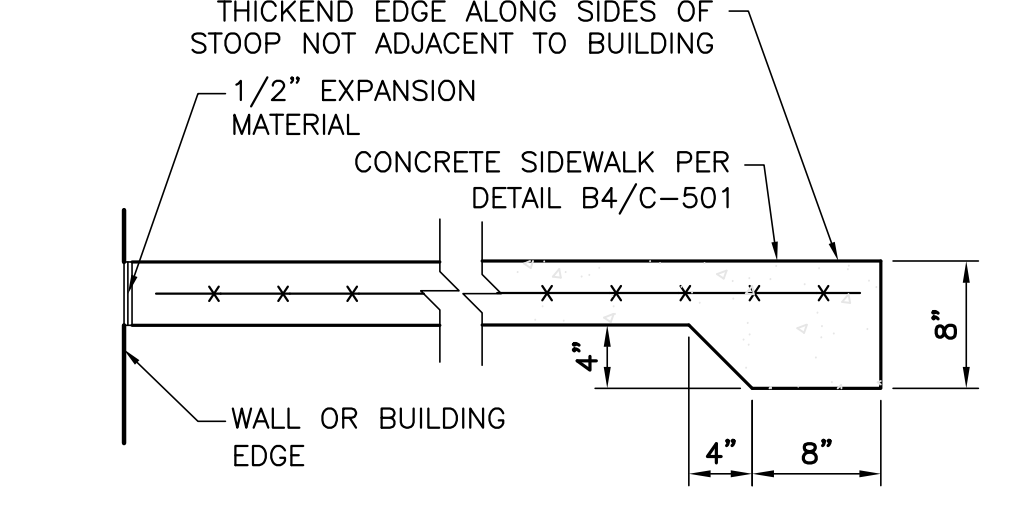 THICKEND EDGE ALONG SIDES OF
STOOP NOT ADJACENT TO BUILDING
1/2” EXPANSION
MATERIAL
CONCRETE SIDEWALK PER
DETAIL B4/C-501
8”
4”
WALL OR BUILDING
EDGE
4”
8”